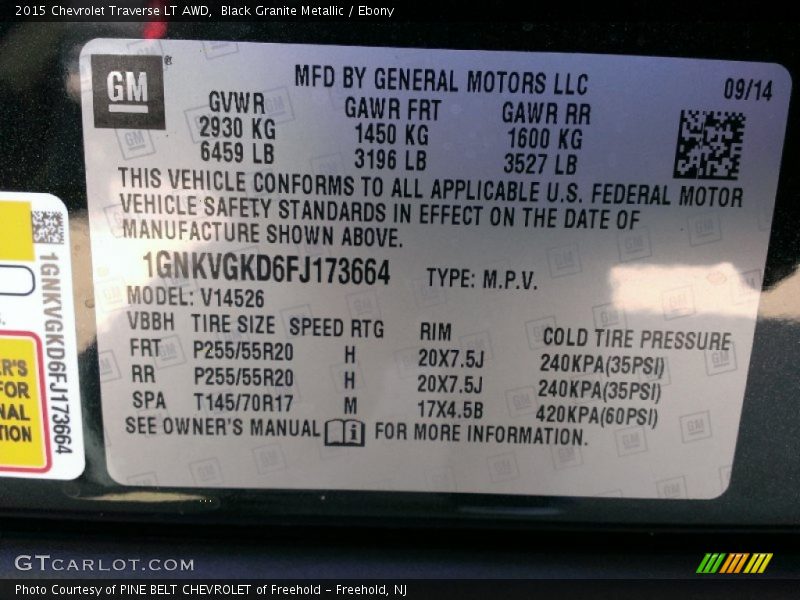 2015 Chevrolet Traverse LT AWD, Black Granite Metallic / Ebony
GM®
MFD BY GENERAL MOTORS LLC
09/14
GVWR GAWR FRT GAWR RR
2930 KG 1450 KG 1600 KG
6459 LB 3196 LB 3527 LB
THIS VEHICLE CONFORMS TO ALL APPLICABLE U.S. FEDERAL MOTOR
VEHICLE SAFETY STANDARDS IN EFFECT ON THE DATE OF
MANUFACTURE SHOWN ABOVE.
1GNKVGKD6FJ173664 TYPE: M.P.V.
MODEL: V14526
VBBH TIRE SIZE SPEED RTG RIM COLD TIRE PRESSURE
FRT P255/55R20 H 20X7.5J 240KPA(35PSI)
RR P255/55R20 H 20X7.5J 240KPA(35PSI)
SPA T145/70R17 M 17X4.5B 420KPA(60PSI)
SEE OWNER'S MANUAL i FOR MORE INFORMATION.
1GNKVGKD6FJ173664
ER'S
FOR
NAL
TION
GTCARLOT.COM
Photo Courtesy of PINE BELT CHEVROLET of Freehold - Freehold, NJ